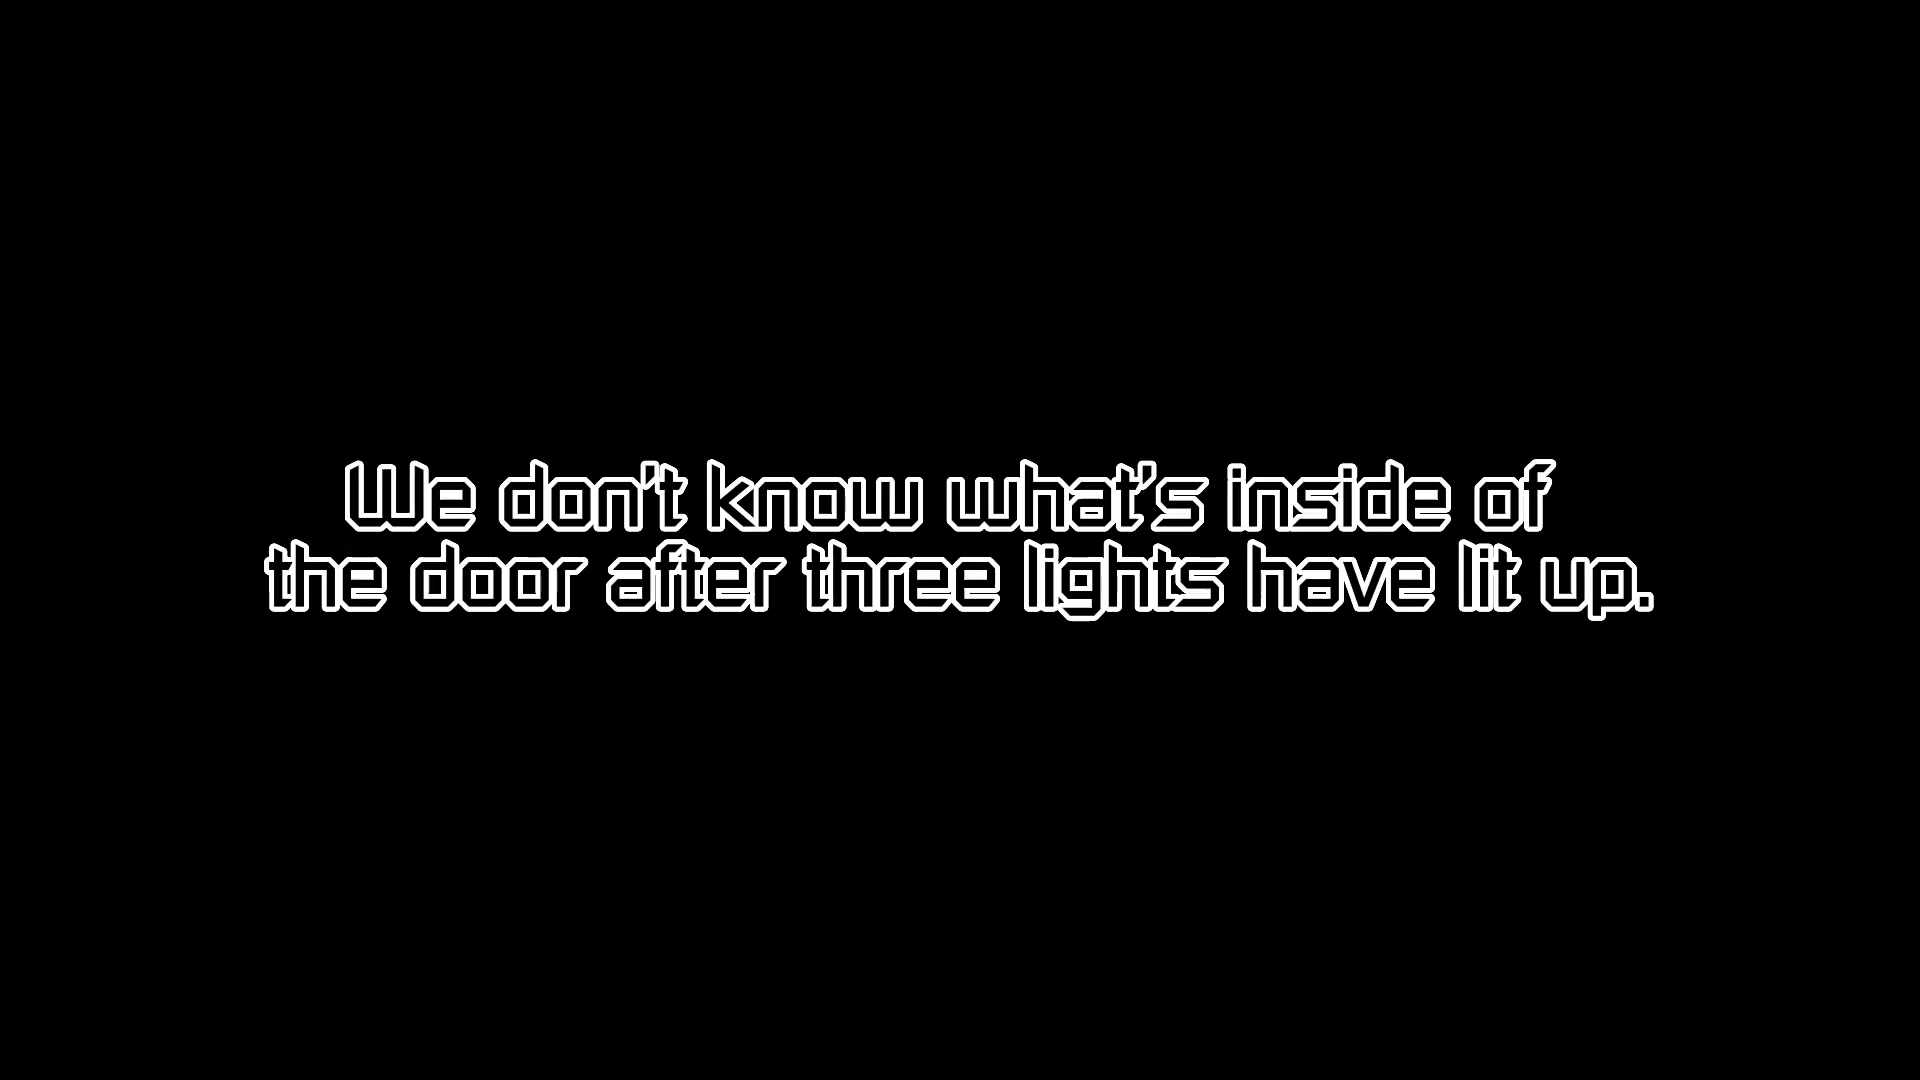 We don't know what's inside of
the door after three lights have lit up.